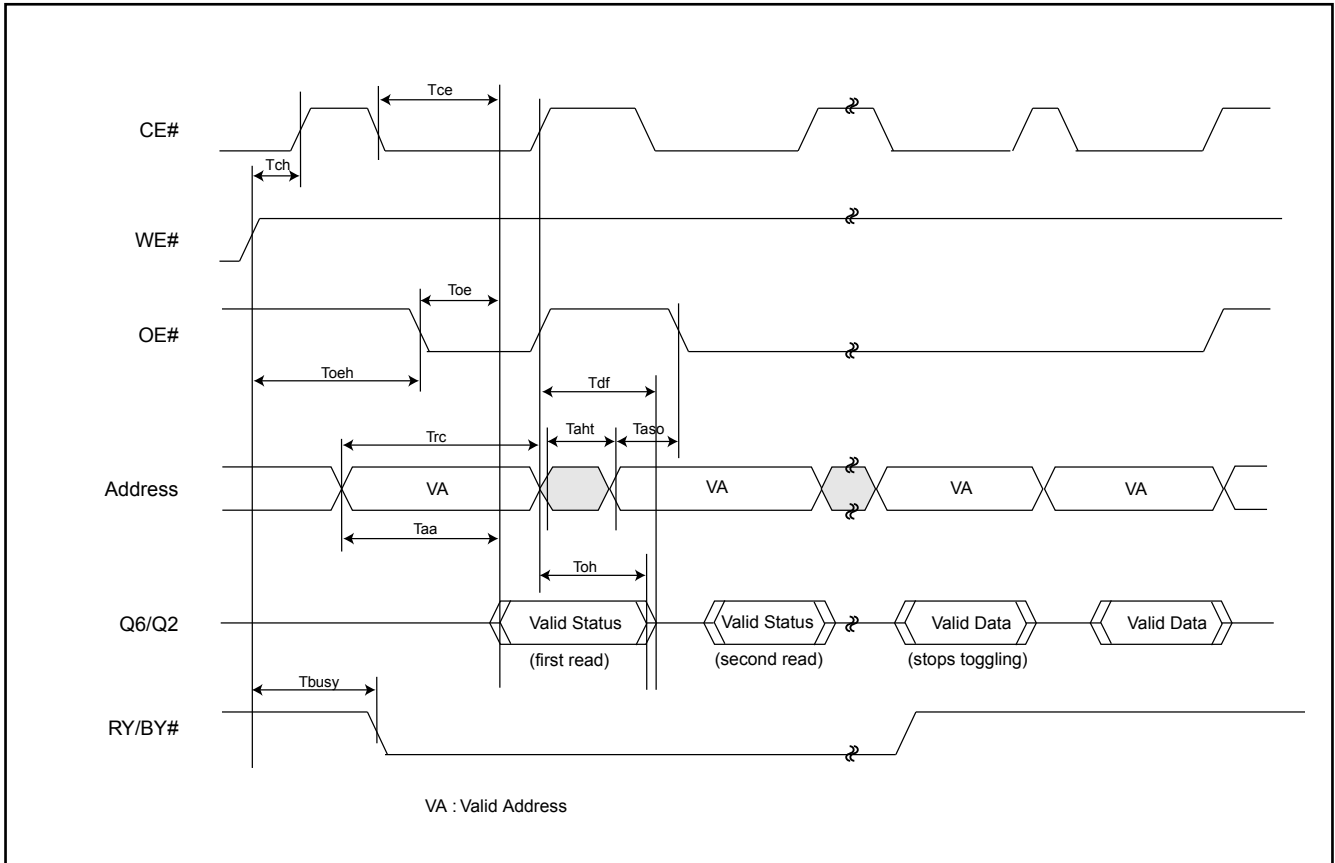 Tce
CE#
Tch
WE#
Toe
OE#
Toeh
Tdf
Trc
Taht
Taso
Address
VA
VA
VA
VA
Taa
Toh
Q6/Q2
Valid Status
Valid Status
Valid Data
Valid Data
(first read)
(second read)
(stops toggling)
Tbusy
RY/BY#
VA : Valid Address